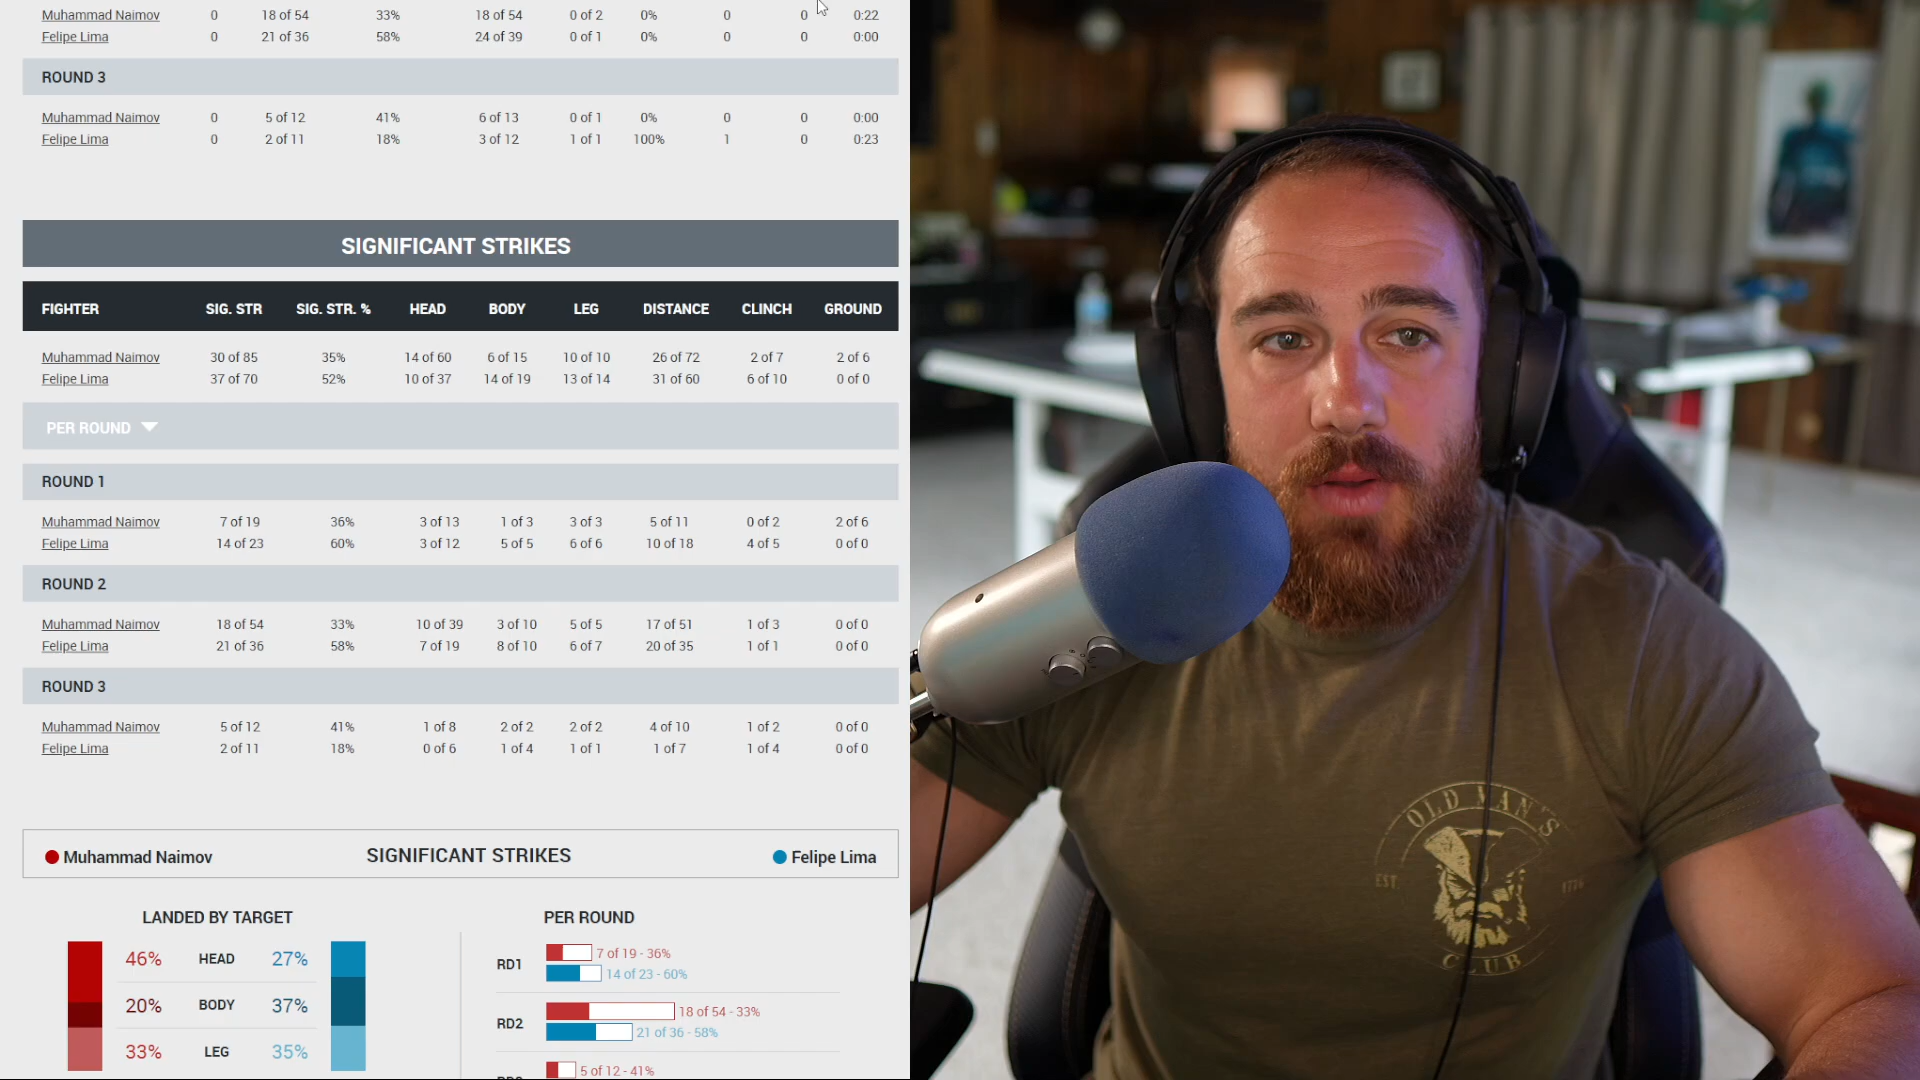 Muhammad Naimov 0 18 of 54 33% 18 of 54 0 of 2 0% 0 0 0:22
Felipe Lima 0 21 of 36 58% 24 of 39 0 of 1 0% 0 0 0:00
ROUND 3
Muhammad Naimov 0 5 of 12 41% 6 of 13 0 of 1 0% 0 0 0:00
Felipe Lima 0 2 of 11 18% 3 of 12 1 of 1 100% 1 0 0:23
SIGNIFICANT STRIKES
FIGHTER SIG. STR SIG. STR. % HEAD BODY LEG DISTANCE CLINCH GROUND
Muhammad Naimov 30 of 85 35% 14 of 60 6 of 15 10 of 10 26 of 72 2 of 7 2 of 6
Felipe Lima 37 of 70 52% 10 of 37 14 of 19 13 of 14 31 of 60 6 of 10 0 of 0
PER ROUND
ROUND 1
Muhammad Naimov 7 of 19 36% 3 of 13 1 of 3 3 of 3 5 of 11 0 of 2 2 of 6
Felipe Lima 14 of 23 60% 3 of 12 5 of 5 6 of 6 10 of 18 4 of 5 0 of 0
ROUND 2
Muhammad Naimov 18 of 54 33% 10 of 39 3 of 10 5 of 5 17 of 51 1 of 3 0 of 0
Felipe Lima 21 of 36 58% 7 of 19 8 of 10 6 of 7 20 of 35 1 of 1 0 of 0
ROUND 3
Muhammad Naimov 5 of 12 41% 1 of 8 2 of 2 2 of 2 4 of 10 1 of 2 0 of 0
Felipe Lima 2 of 11 18% 0 of 6 1 of 4 1 of 1 1 of 7 1 of 4 0 of 0
Muhammad Naimov SIGNIFICANT STRIKES Felipe Lima
LANDED BY TARGET
46% HEAD 27%
20% BODY 37%
33% LEG 35%
PER ROUND
RD1 7 of 19 - 36%
14 of 23 - 60%
RD2 18 of 54 - 33%
21 of 36 - 58%
5 of 12 - 41%
OLD MAN'S
EST. 1776
CLUB